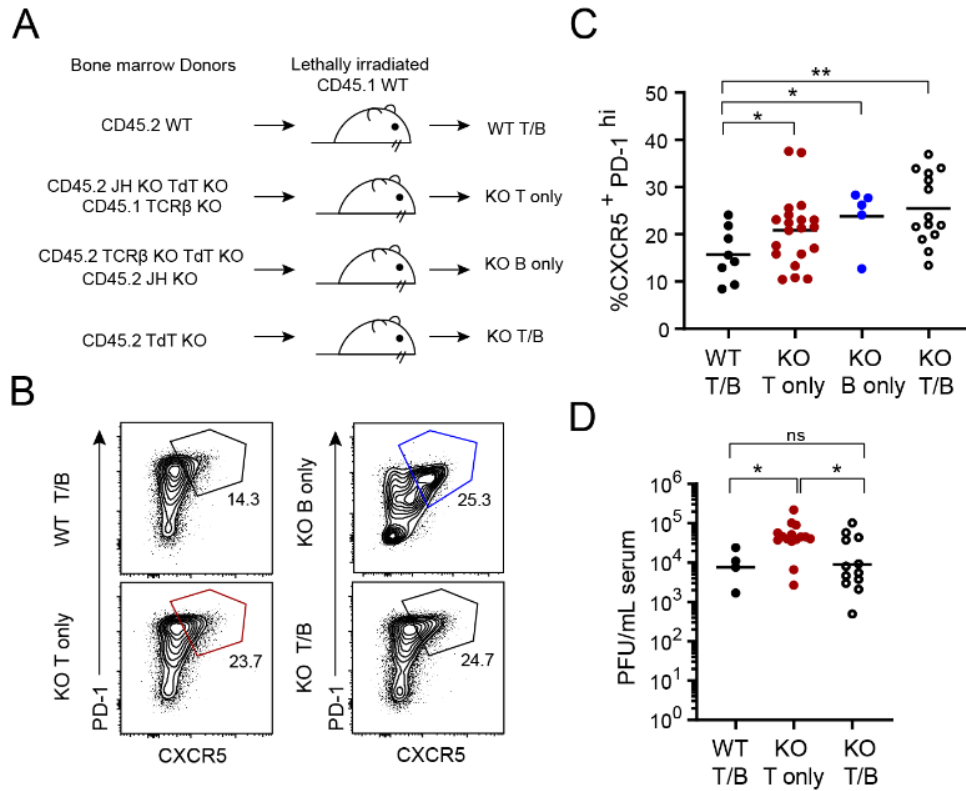 A
Bone marrow Donors
Lethally irradiated
CD45.1 WT
CD45.2 WT
WT T/B
CD45.2 JH KO TdT KO
CD45.1 TCRβ KO
KO T only
CD45.2 TCRβ KO TdT KO
CD45.2 JH KO
KO B only
CD45.2 TdT KO
KO T/B
B
WT T/B
14.3
KO B only
25.3
KO T only
23.7
KO T/B
24.7
PD-1
PD-1
CXCR5
CXCR5
C
%CXCR5 + PD-1 hi
50
40
30
20
10
0
*
*
**
WT
T/B
KO
T only
KO
B only
KO
T/B
D
PFU/mL serum
10^6
10^5
10^4
10^3
10^2
10^1
10^0
ns
*
*
WT
T/B
KO
T only
KO
T/B